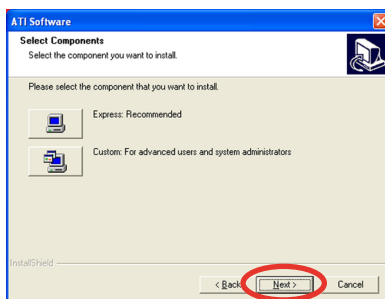 ATI Software
Select Components
Select the component you want to install.
Please select the component that you want to install.
Express: Recommended
Custom: For advanced users and system administrators
InstallShield
< Back Next > Cancel